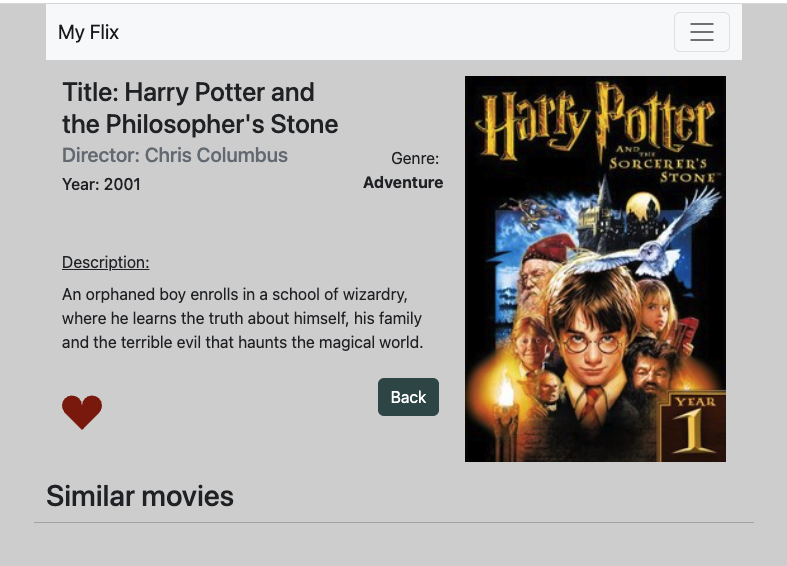 My Flix
Title: Harry Potter and
the Philosopher's Stone
Director: Chris Columbus
Year: 2001
Genre:
Adventure
Description:
An orphaned boy enrolls in a school of wizardry,
where he learns the truth about himself, his family
and the terrible evil that haunts the magical world.
Back
Harry Potter
AND THE
SORCERER'S
STONE
YEAR
1
Similar movies